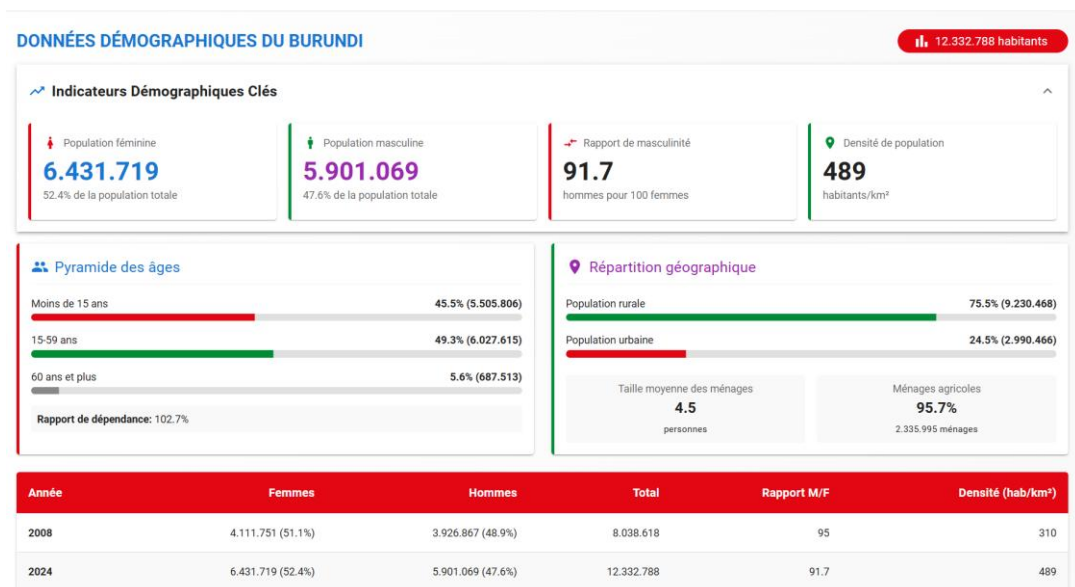 DONNÉES DÉMOGRAPHIQUES DU BURUNDI
12.332.788 habitants
Indicateurs Démographiques Clés
Population féminine
6.431.719
52.4% de la population totale
Population masculine
5.901.069
47.6% de la population totale
Rapport de masculinité
91.7
hommes pour 100 femmes
Densité de population
489
habitants/km²
Pyramide des âges
Moins de 15 ans 45.5% (5.505.806)
15-59 ans 49.3% (6.027.615)
60 ans et plus 5.6% (687.513)
Rapport de dépendance: 102.7%
Répartition géographique
Population rurale 75.5% (9.230.468)
Population urbaine 24.5% (2.990.466)
Taille moyenne des ménages
4.5
personnes
Ménages agricoles
95.7%
2.335.995 ménages
Année Femmes Hommes Total Rapport M/F Densité (hab/km²)
2008 4.111.751 (51.1%) 3.926.867 (48.9%) 8.038.618 95 310
2024 6.431.719 (52.4%) 5.901.069 (47.6%) 12.332.788 91.7 489